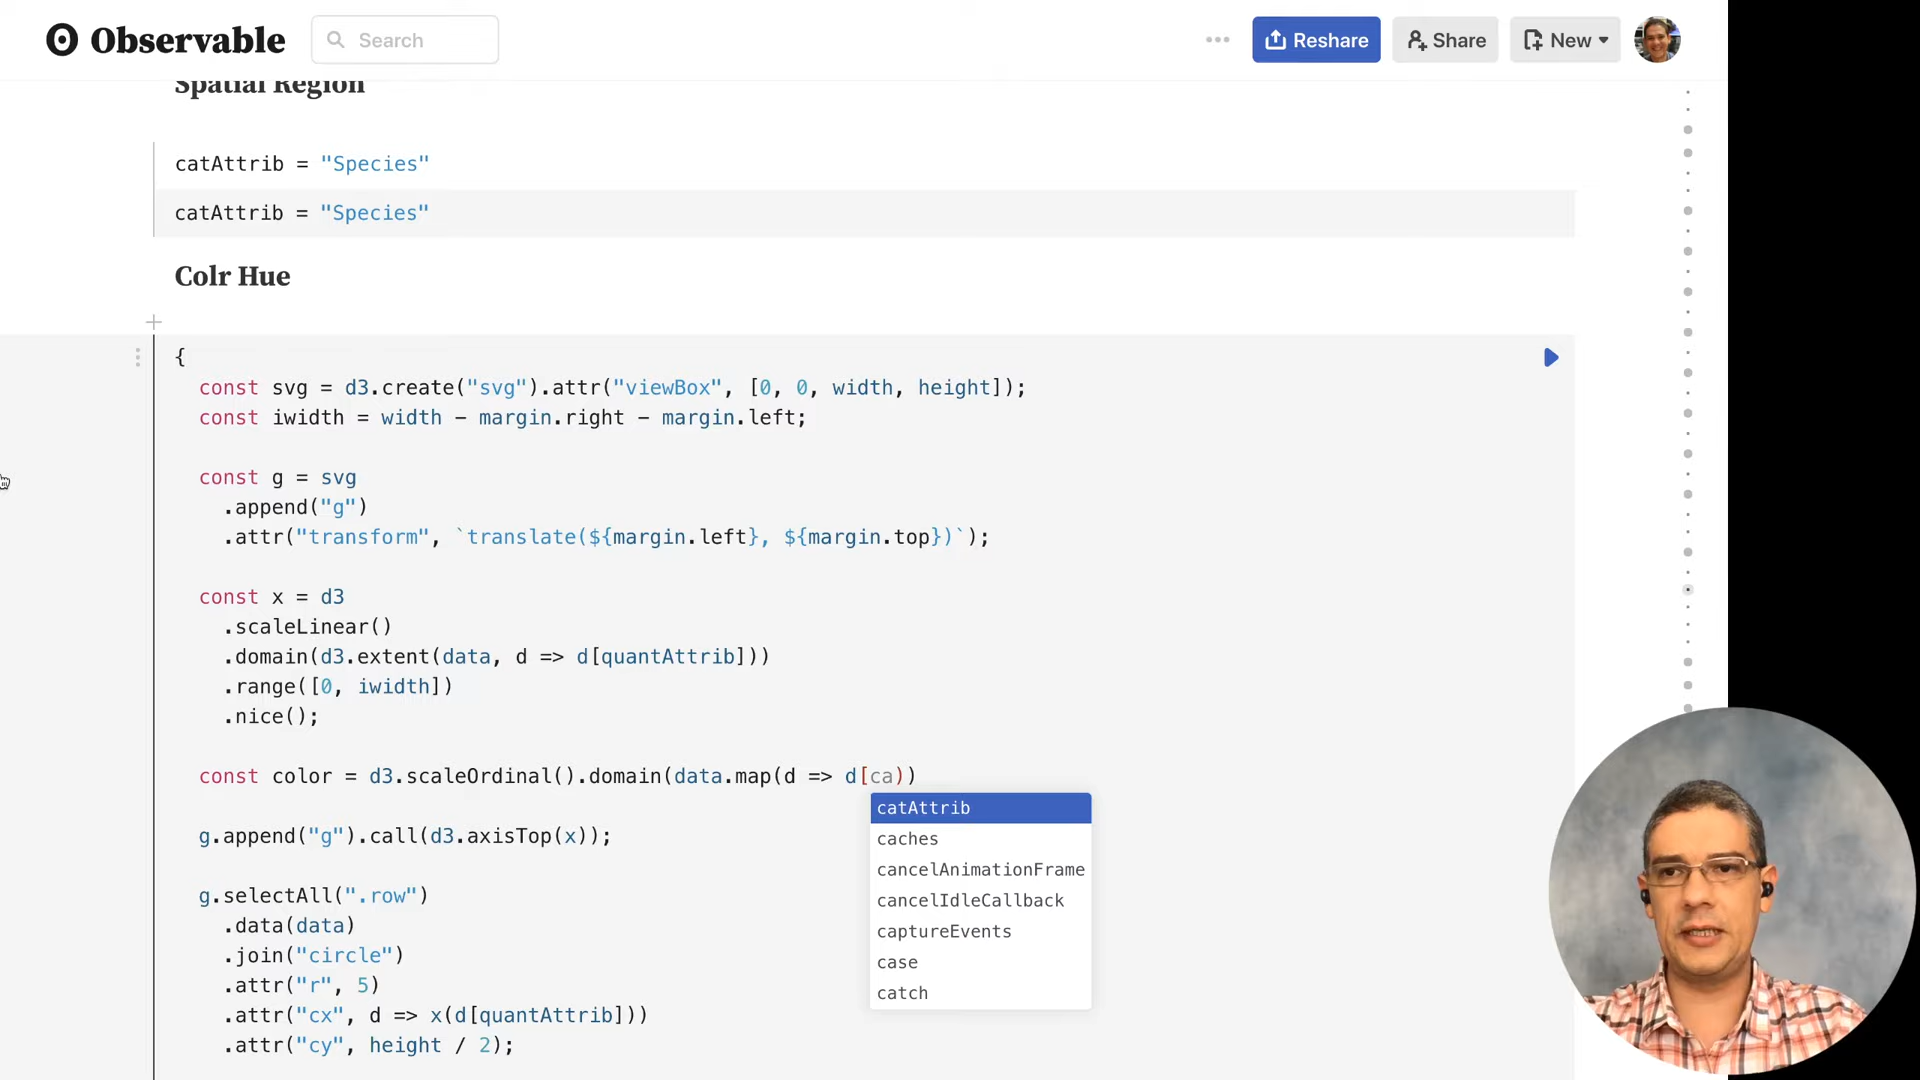 Observable
Search
Reshare
Share
New
Spatial Region
catAttrib = "Species"
catAttrib = "Species"
Colr Hue
{
const svg = d3.create("svg").attr("viewBox", [0, 0, width, height]);
const iwidth = width - margin.right - margin.left;
const g = svg
.append("g")
.attr("transform", `translate(${margin.left}, ${margin.top})`);
const x = d3
.scaleLinear()
.domain(d3.extent(data, d => d[quantAttrib]))
.range([0, iwidth])
.nice();
const color = d3.scaleOrdinal().domain(data.map(d => d[ca))
catAttrib
caches
cancelAnimationFrame
cancelIdleCallback
captureEvents
case
catch
g.append("g").call(d3.axisTop(x));
g.selectAll(".row")
.data(data)
.join("circle")
.attr("r", 5)
.attr("cx", d => x(d[quantAttrib]))
.attr("cy", height / 2);